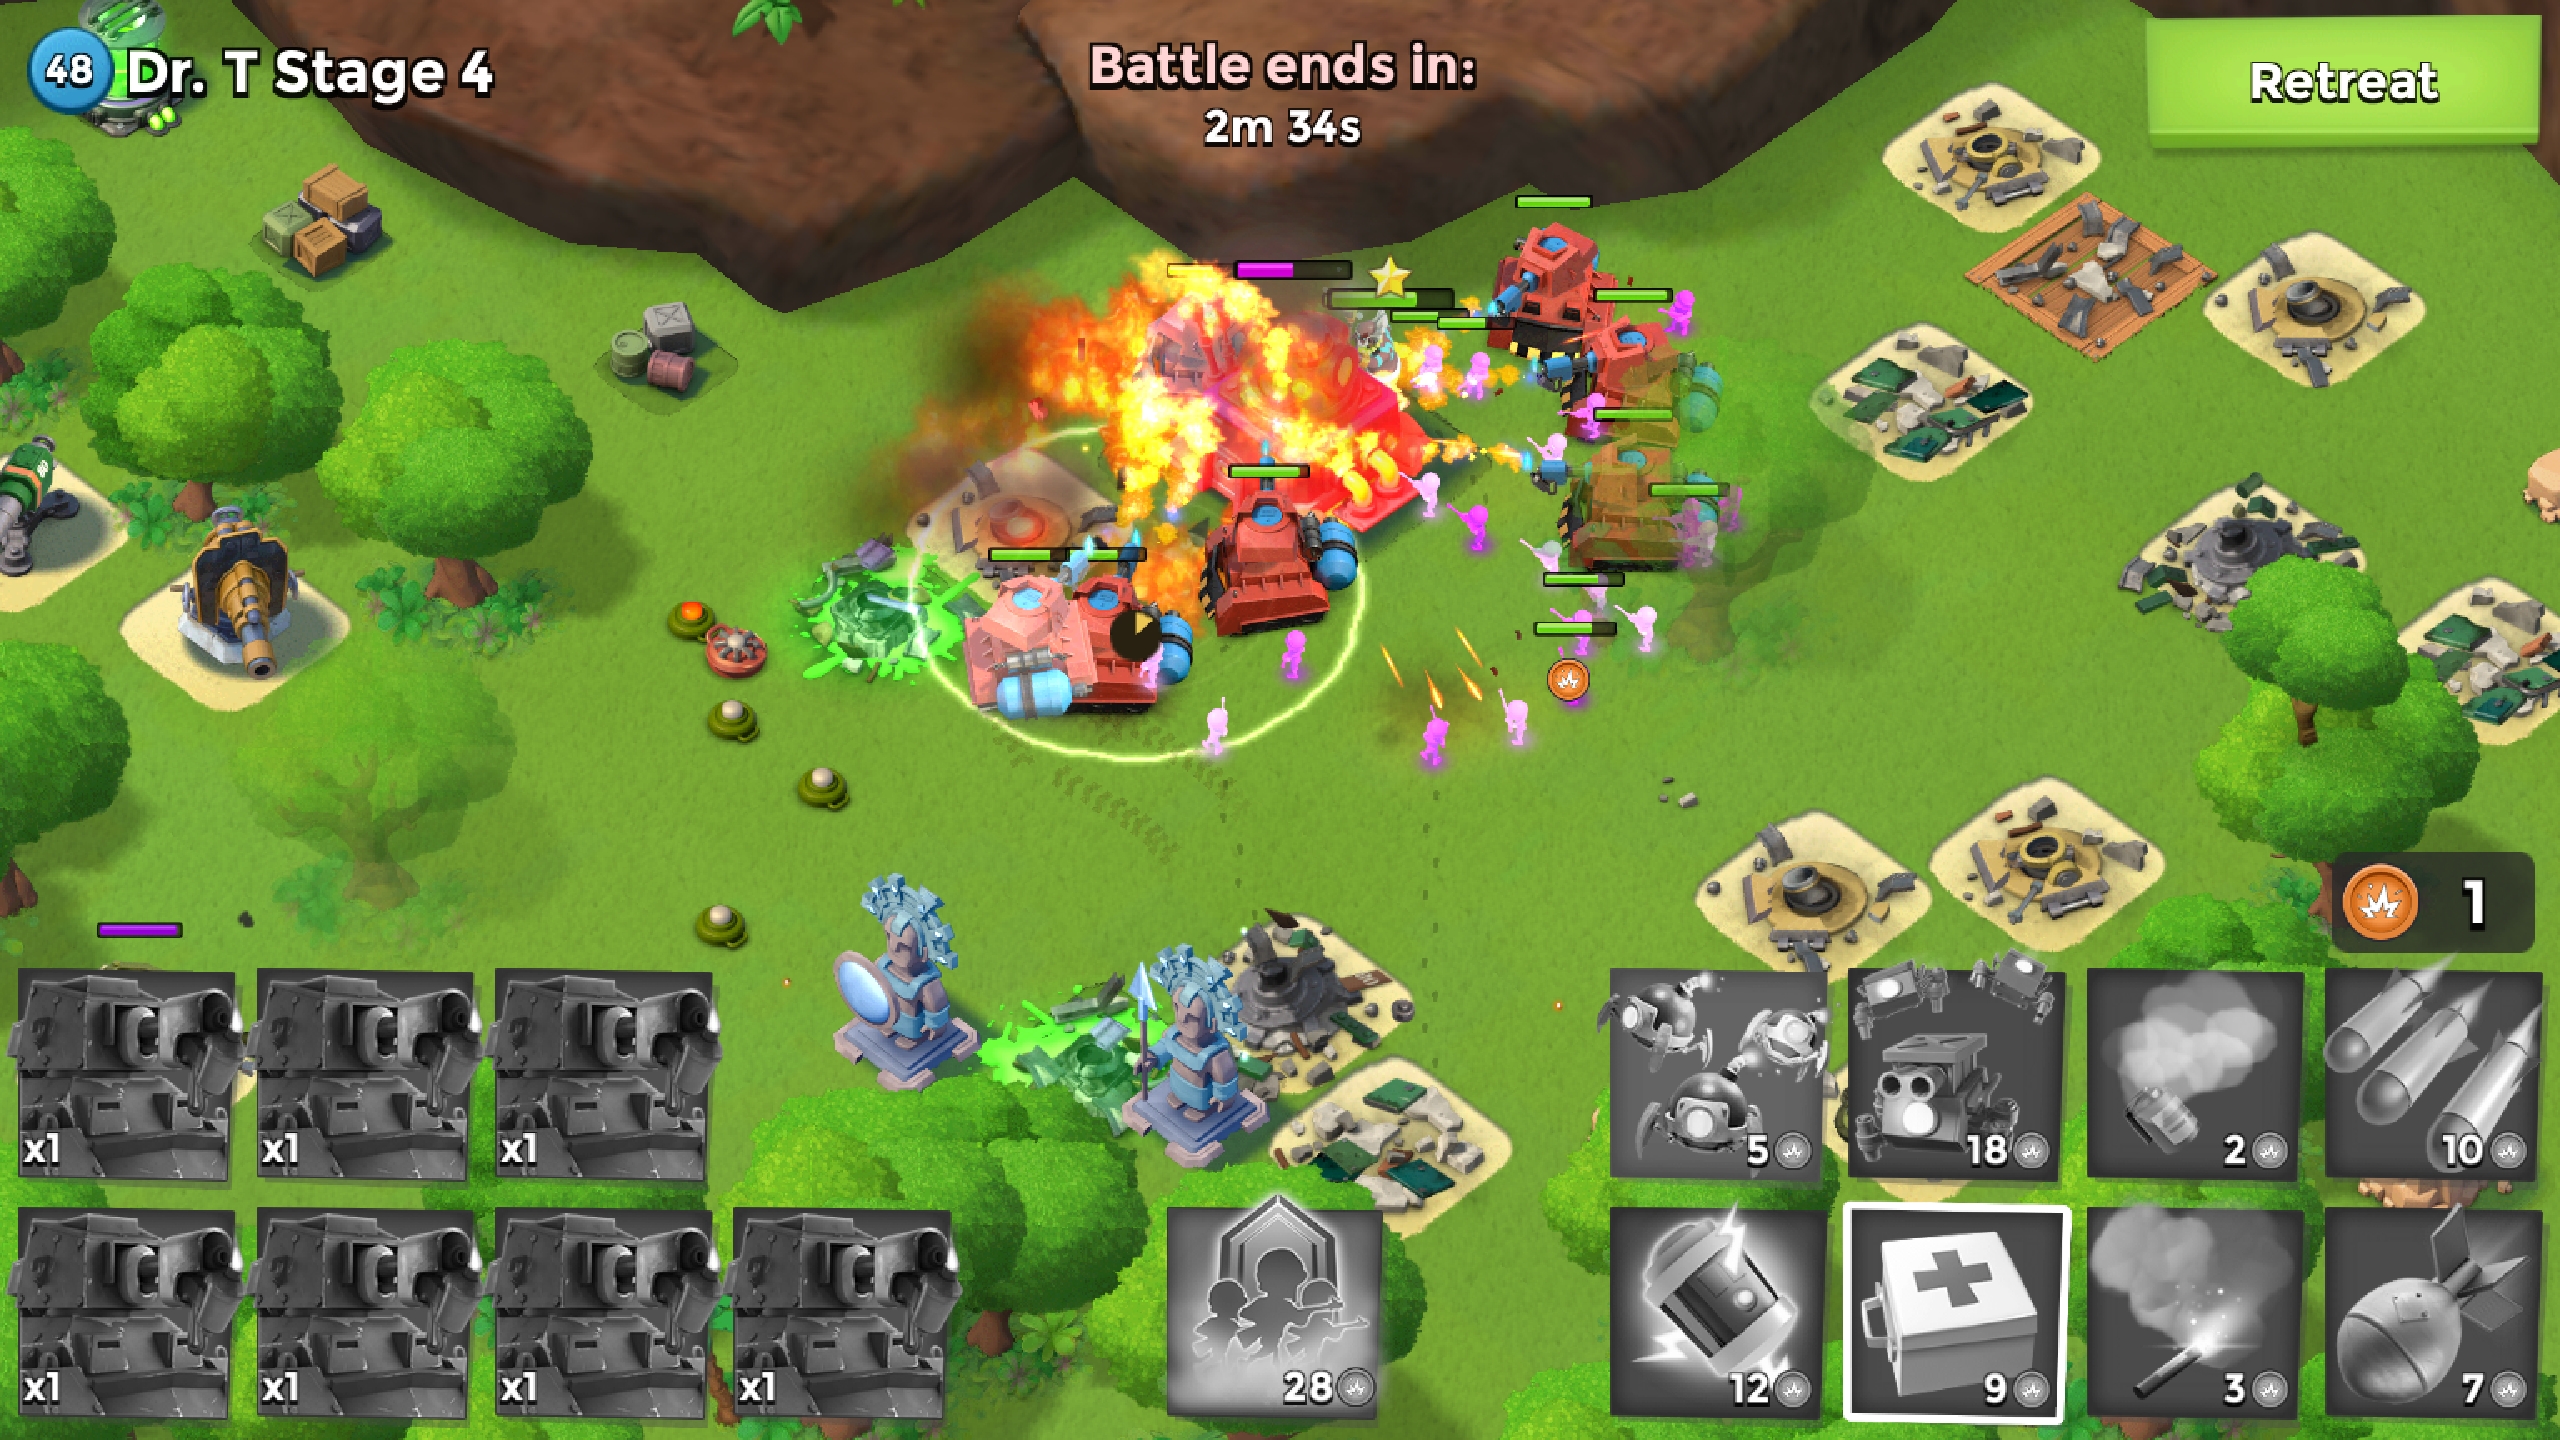 48 Dr. T Stage 4
Battle ends in:
2m 34s
Retreat
1
x1 x1 x1
5 18 2 10
x1 x1 x1 x1
28
12 9 3 7